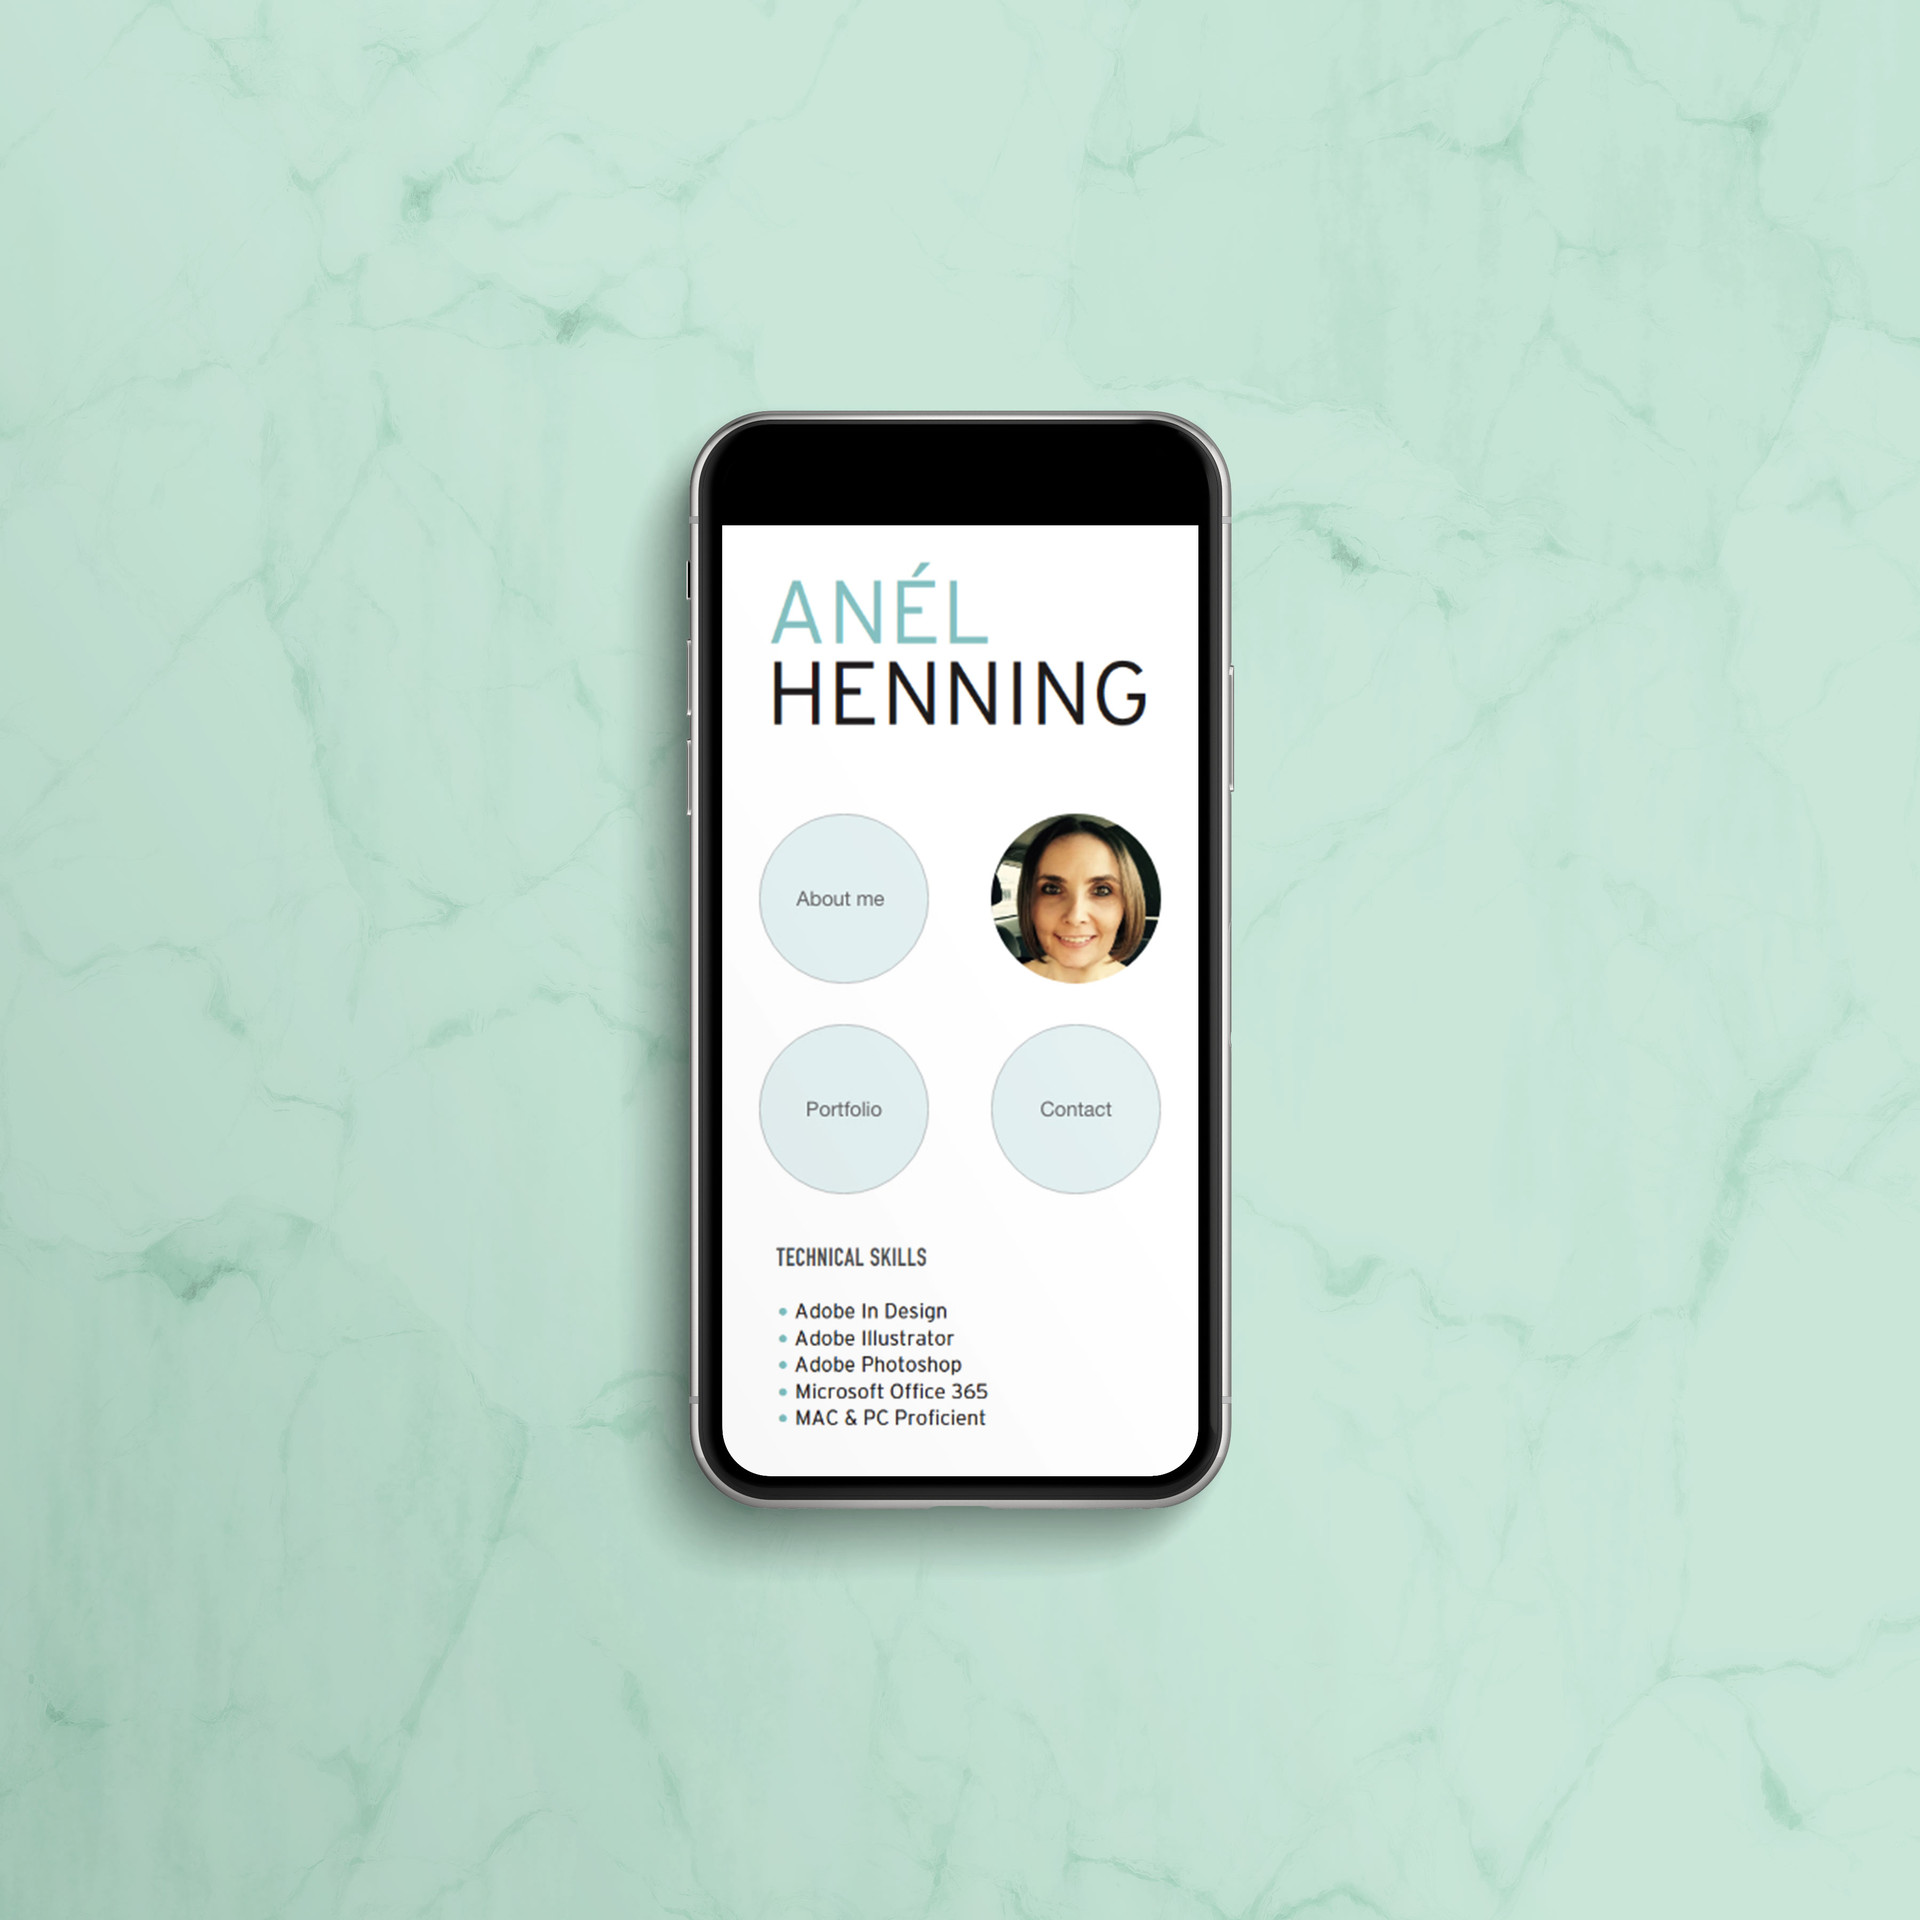 ANÉL
HENNING
About me
Portfolio
Contact
TECHNICAL SKILLS
• Adobe In Design
• Adobe Illustrator
• Adobe Photoshop
• Microsoft Office 365
• MAC & PC Proficient